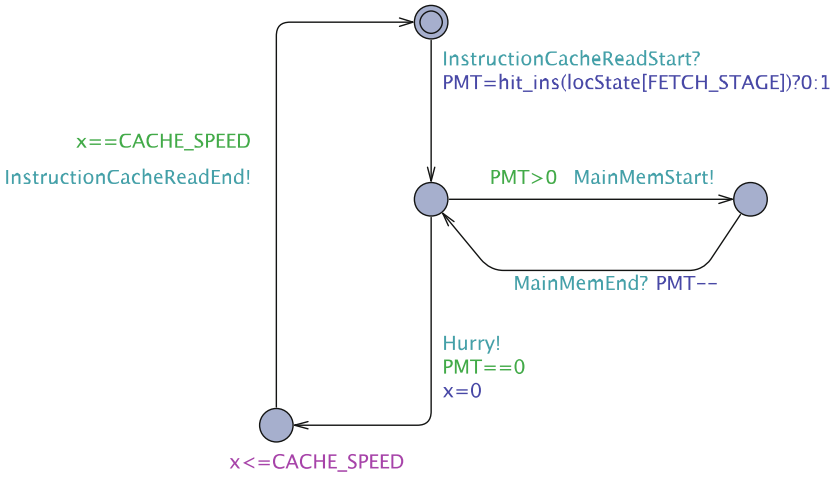 InstructionCacheReadStart?
PMT=hit_ins(locState[FETCH_STAGE])?0:1
x==CACHE_SPEED
InstructionCacheReadEnd!
PMT>0 MainMemStart!
MainMemEnd? PMT--
Hurry!
PMT==0
x=0
x<=CACHE_SPEED